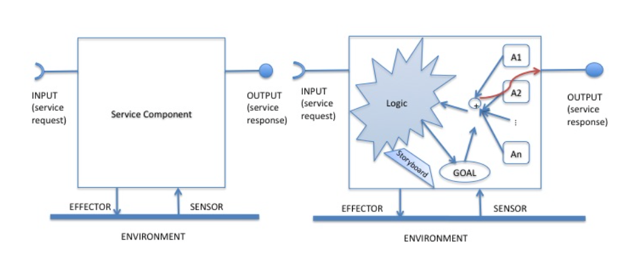 INPUT
(service
request)
Service Component
OUTPUT
(service
response)
EFFECTOR
SENSOR
ENVIRONMENT
INPUT
(service
request)
Logic
Storyboard
GOAL
+
A1
A2
⋮
An
OUTPUT
(service
response)
EFFECTOR
SENSOR
ENVIRONMENT